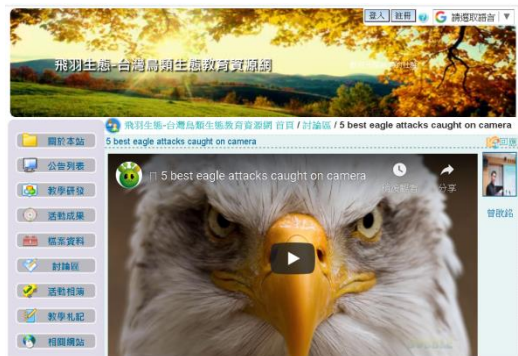 登入 註冊 請選取語言 ▼
飛羽生態-台灣鳥類生態教育資源網
飛羽生態-台灣鳥類生態教育資源網 首頁 / 討論區 / 5 best eagle attacks caught on camera
5 best eagle attacks caught on camera
回應
5 best eagle attacks caught on camera
稍後觀看 分享
曾啟銘
關於本站
公告列表
教學研發
活動成果
檔案資料
討論區
活動相簿
教學札記
相關網站